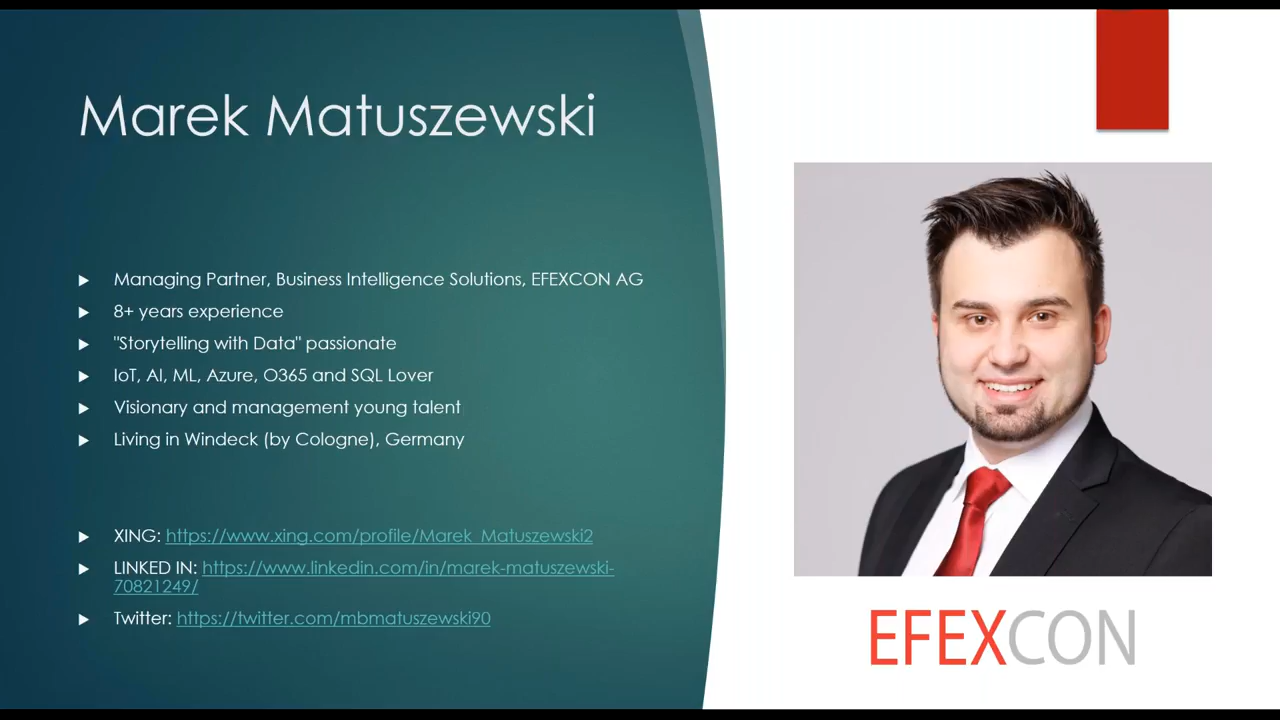 Marek Matuszewski
Managing Partner, Business Intelligence Solutions, EFEXCON AG
8+ years experience
"Storytelling with Data" passionate
IoT, AI, ML, Azure, O365 and SQL Lover
Visionary and management young talent
Living in Windeck (by Cologne), Germany
XING: https://www.xing.com/profile/Marek_Matuszewski2
LINKED IN: https://www.linkedin.com/in/marek-matuszewski-
70821249/
Twitter: https://twitter.com/mbmatuszewski90
EFEXCON